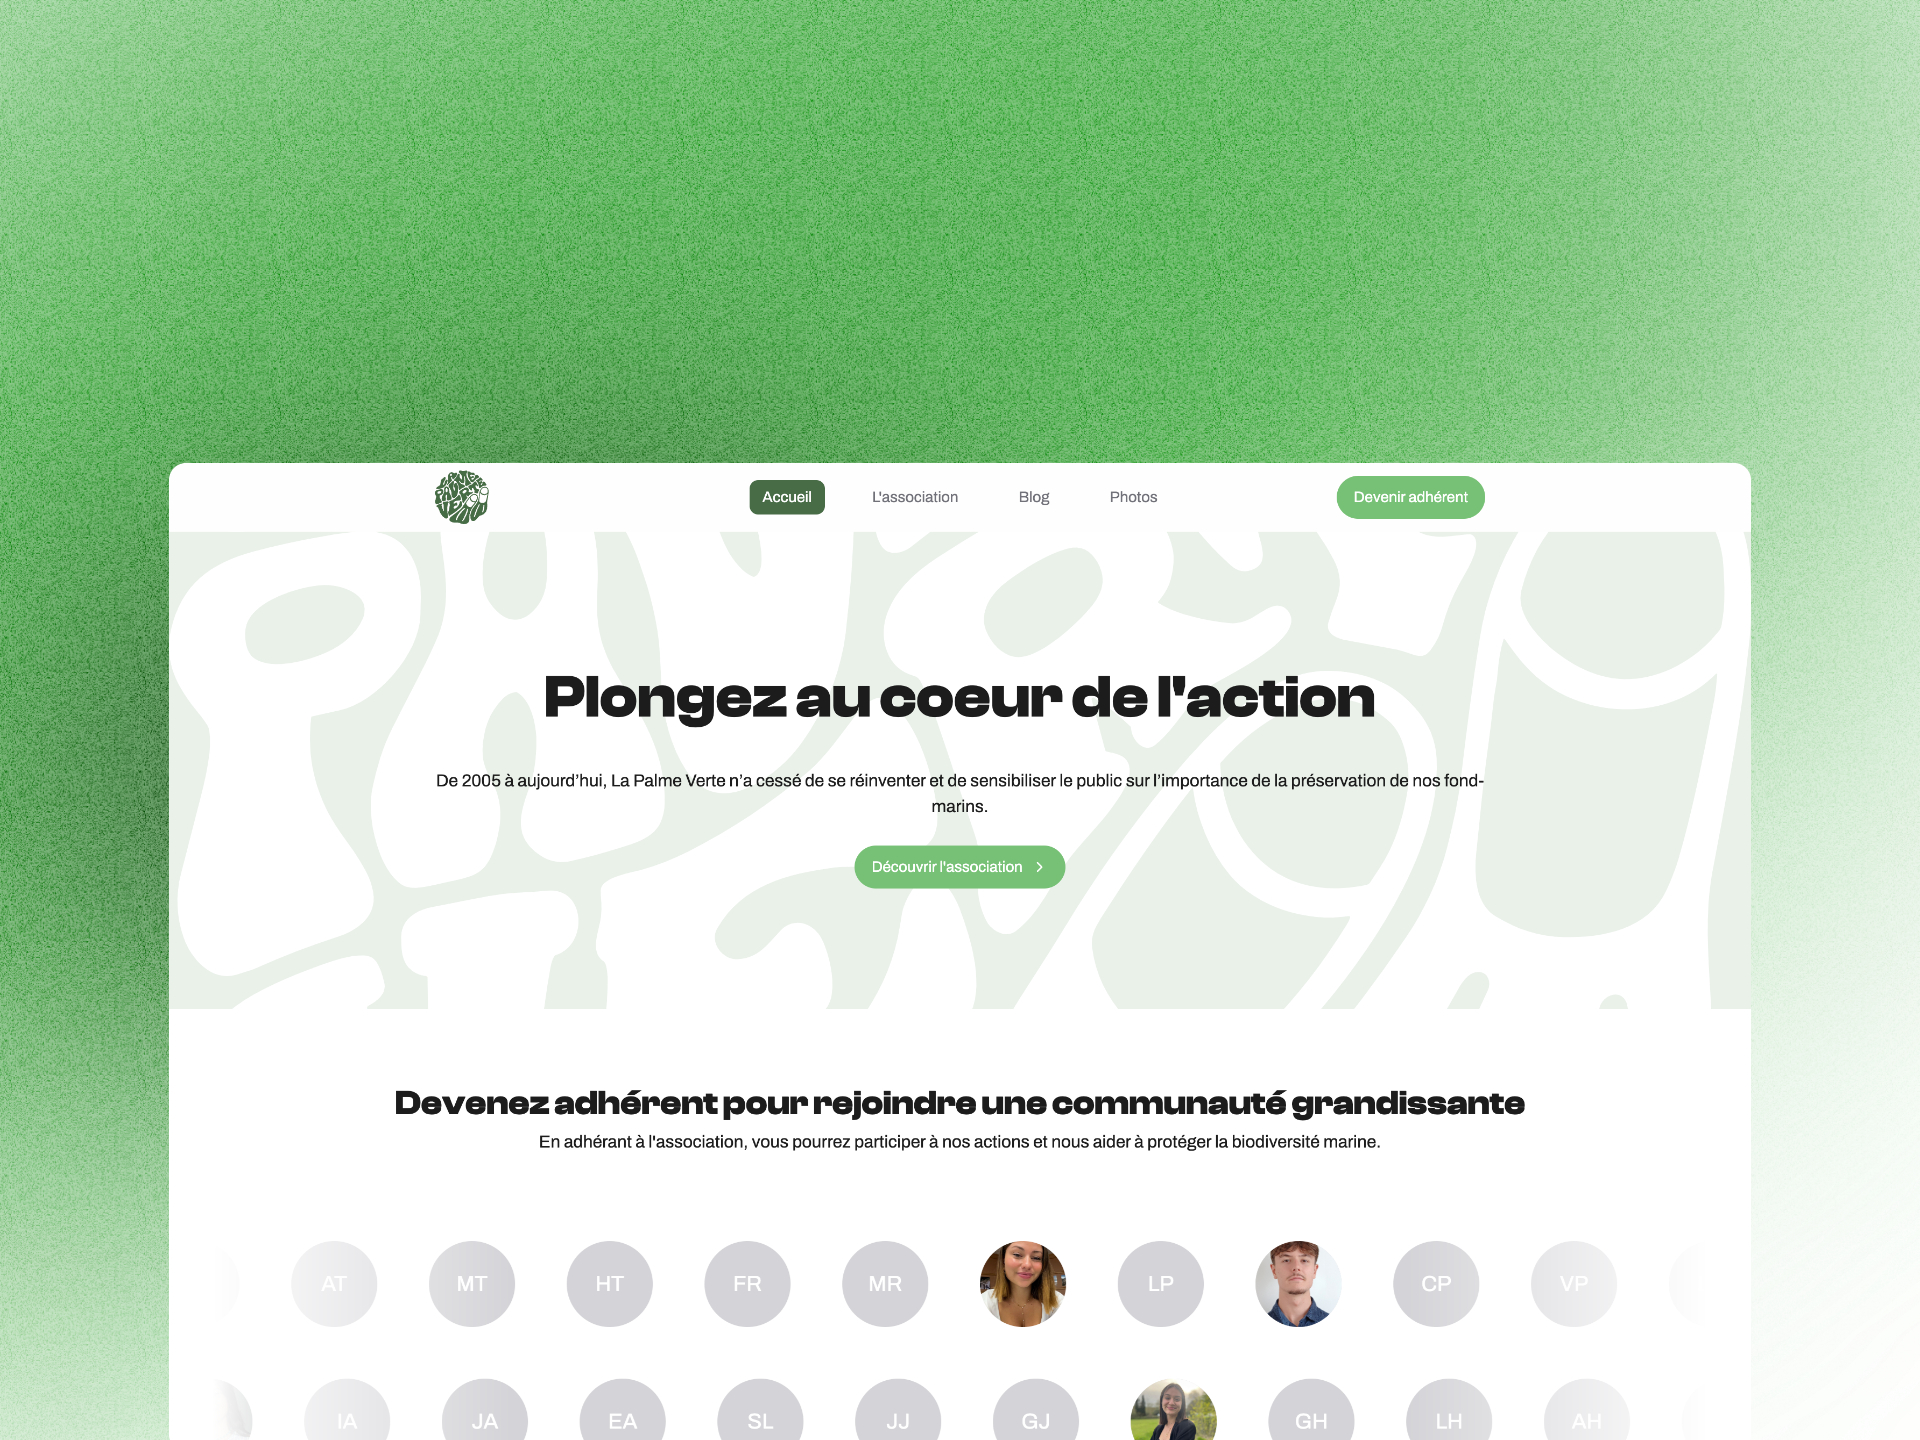 LA PALME VERTE
Accueil
L'association
Blog
Photos
Devenir adhérent
Plongez au coeur de l'action
De 2005 à aujourd’hui, La Palme Verte n’a cessé de se réinventer et de sensibiliser le public sur l’importance de la préservation de nos fond-
marins.
Découvrir l'association
Devenez adhérent pour rejoindre une communauté grandissante
En adhérant à l'association, vous pourrez participer à nos actions et nous aider à protéger la biodiversité marine.
AT MT HT FR MR LP CP VP
IA JA EA SL JJ GJ GH LH AH